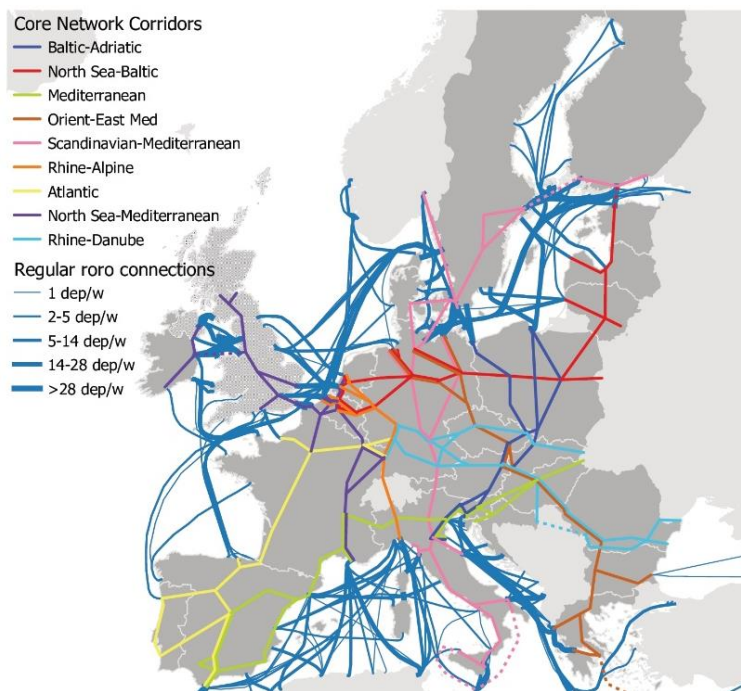 Core Network Corridors
Baltic-Adriatic
North Sea-Baltic
Mediterranean
Orient-East Med
Scandinavian-Mediterranean
Rhine-Alpine
Atlantic
North Sea-Mediterranean
Rhine-Danube
Regular roro connections
1 dep/w
2-5 dep/w
5-14 dep/w
14-28 dep/w
>28 dep/w